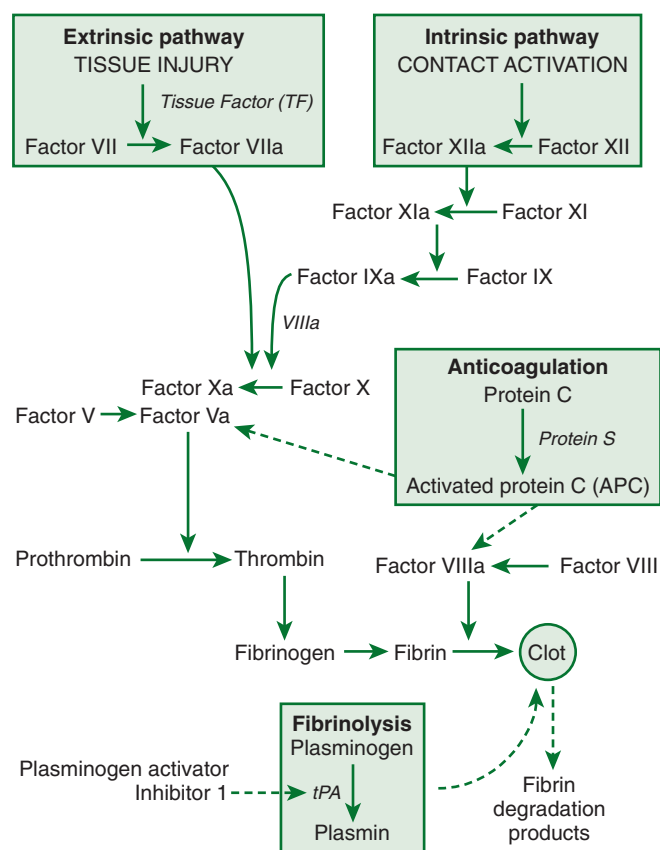 Extrinsic pathway
TISSUE INJURY
Tissue Factor (TF)
Factor VII
Factor VIIa
Intrinsic pathway
CONTACT ACTIVATION
Factor XIIa
Factor XII
Factor XIa
Factor XI
Factor IXa
Factor IX
VIIIa
Factor Xa
Factor X
Factor V
Factor Va
Anticoagulation
Protein C
Protein S
Activated protein C (APC)
Prothrombin
Thrombin
Factor VIIIa
Factor VIII
Fibrinogen
Fibrin
Clot
Fibrinolysis
Plasminogen
tPA
Plasmin
Plasminogen activator
Inhibitor 1
Fibrin
degradation
products